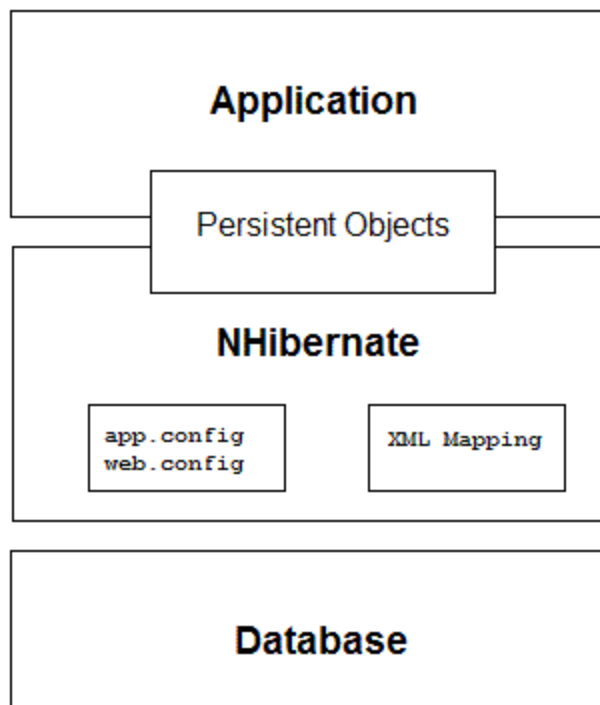 Application
Persistent Objects
NHibernate
app.config
web.config
XML Mapping
Database